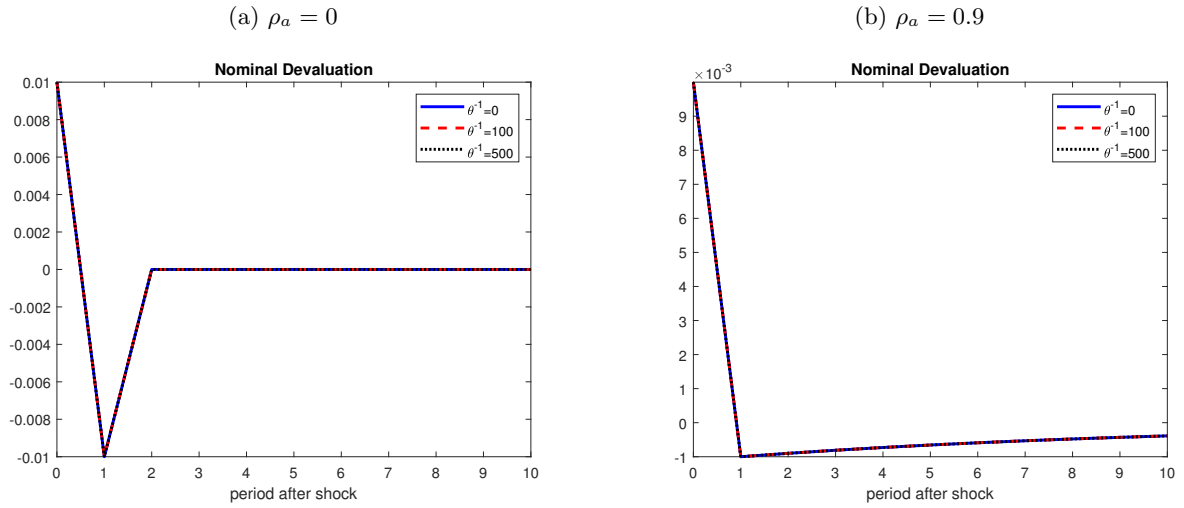 (a) ρₐ = 0
Nominal Devaluation
0.01
0.008
0.006
0.004
0.002
0
-0.002
-0.004
-0.006
-0.008
-0.01
0 1 2 3 4 5 6 7 8 9 10
period after shock
θ⁻¹=0
θ⁻¹=100
θ⁻¹=500
(b) ρₐ = 0.9
×10⁻³
Nominal Devaluation
9
8
7
6
5
4
3
2
1
0
-1
0 1 2 3 4 5 6 7 8 9 10
period after shock
θ⁻¹=0
θ⁻¹=100
θ⁻¹=500